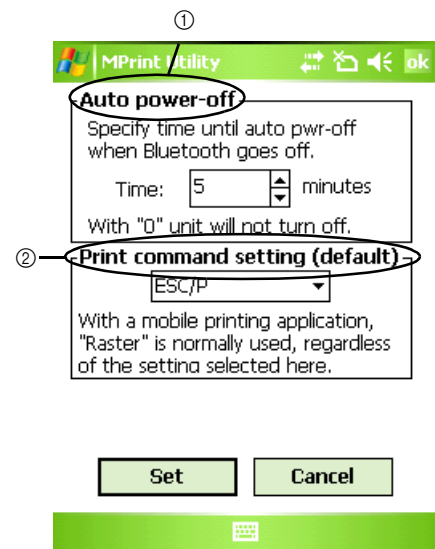 ①
MPrint Utility ok
Auto power-off
Specify time until auto pwr-off
when Bluetooth goes off.
Time: 5 minutes
With "0" unit will not turn off.
②
Print command setting (default)
ESC/P
With a mobile printing application,
"Raster" is normally used, regardless
of the setting selected here.
Set Cancel